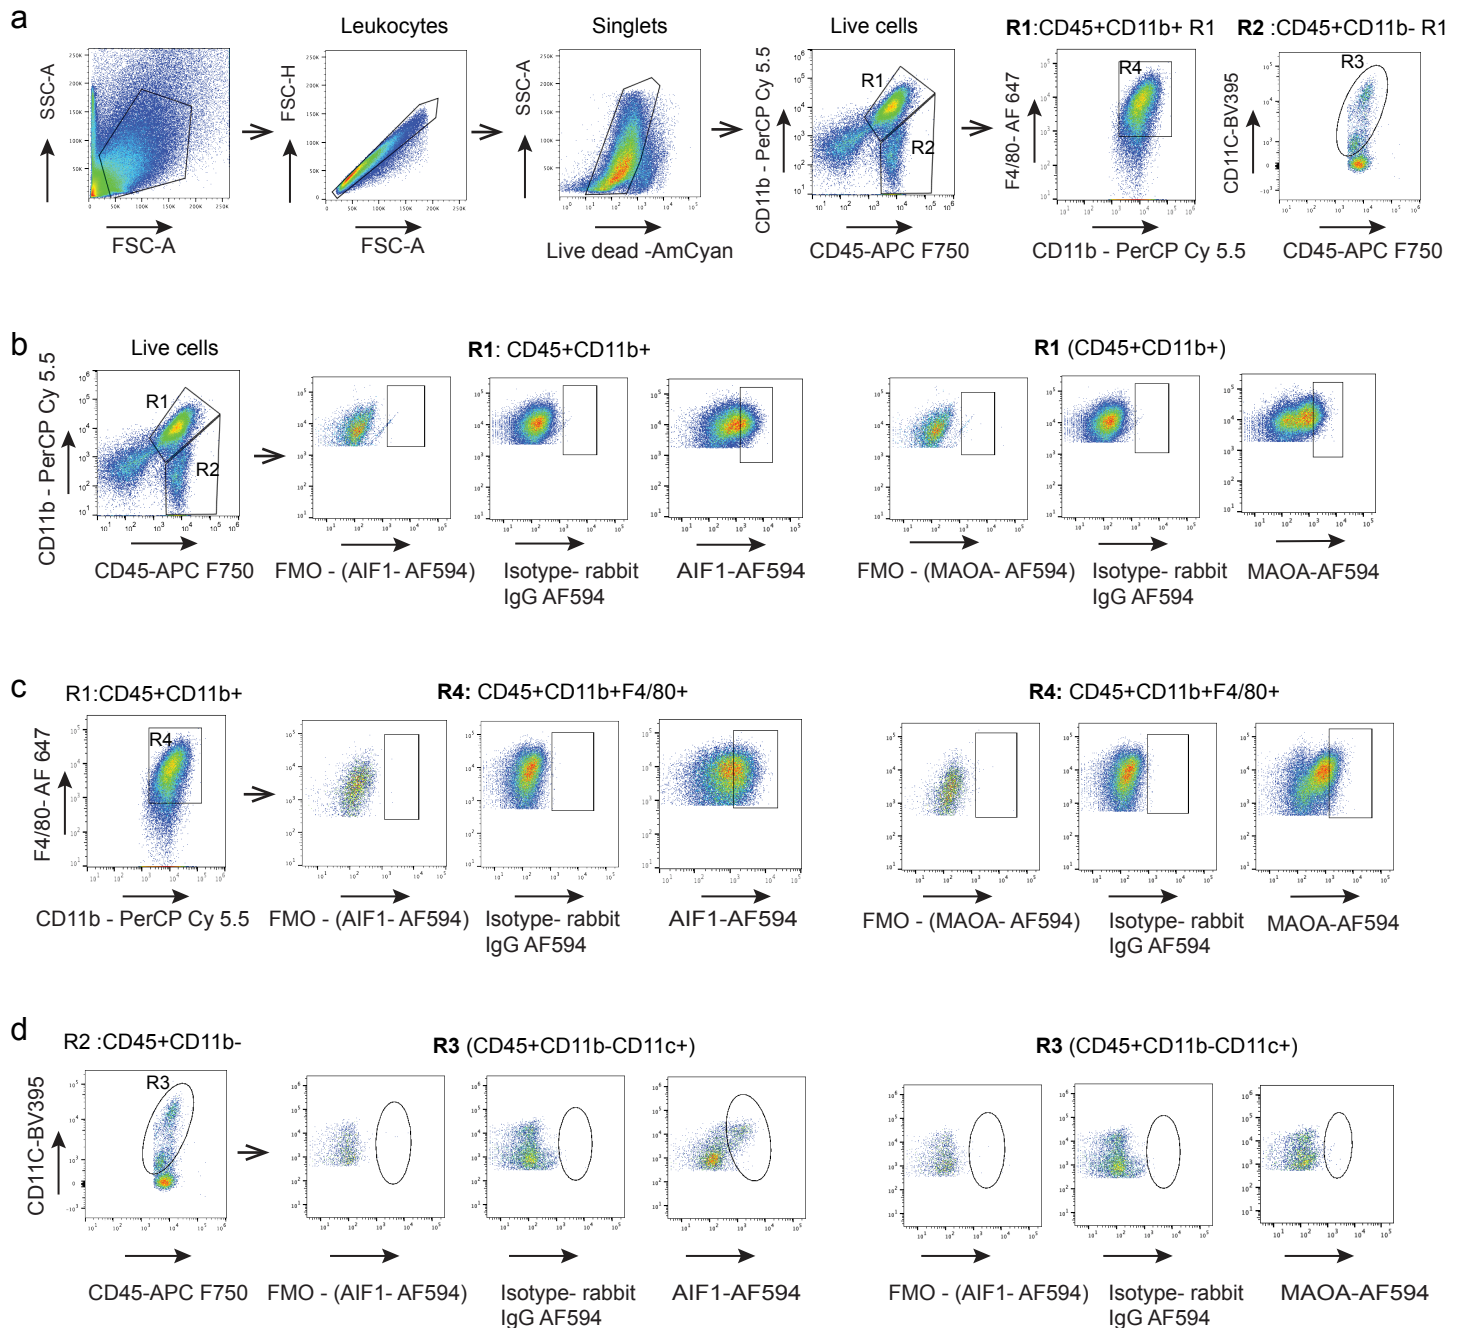 a
Leukocytes
Singlets
Live cells
R1:CD45+CD11b+ R1
R2 :CD45+CD11b- R1
SSC-A
FSC-A
FSC-H
FSC-A
SSC-A
Live dead -AmCyan
CD11b - PerCP Cy 5.5
R1
R2
CD45-APC F750
F4/80- AF 647
R4
CD11b - PerCP Cy 5.5
CD11C-BV395
R3
CD45-APC F750
b
Live cells
R1: CD45+CD11b+
R1 (CD45+CD11b+)
CD11b - PerCP Cy 5.5
R1
R2
CD45-APC F750
FMO - (AIF1- AF594)
Isotype- rabbit
IgG AF594
AIF1-AF594
FMO - (MAOA- AF594)
Isotype- rabbit
IgG AF594
MAOA-AF594
c
R1:CD45+CD11b+
R4: CD45+CD11b+F4/80+
R4: CD45+CD11b+F4/80+
F4/80- AF 647
R4
CD11b - PerCP Cy 5.5
FMO - (AIF1- AF594)
Isotype- rabbit
IgG AF594
AIF1-AF594
FMO - (MAOA- AF594)
Isotype- rabbit
IgG AF594
MAOA-AF594
d
R2 :CD45+CD11b-
R3 (CD45+CD11b-CD11c+)
R3 (CD45+CD11b-CD11c+)
CD11C-BV395
R3
CD45-APC F750
FMO - (AIF1- AF594)
Isotype- rabbit
IgG AF594
AIF1-AF594
FMO - (AIF1- AF594)
Isotype- rabbit
IgG AF594
MAOA-AF594